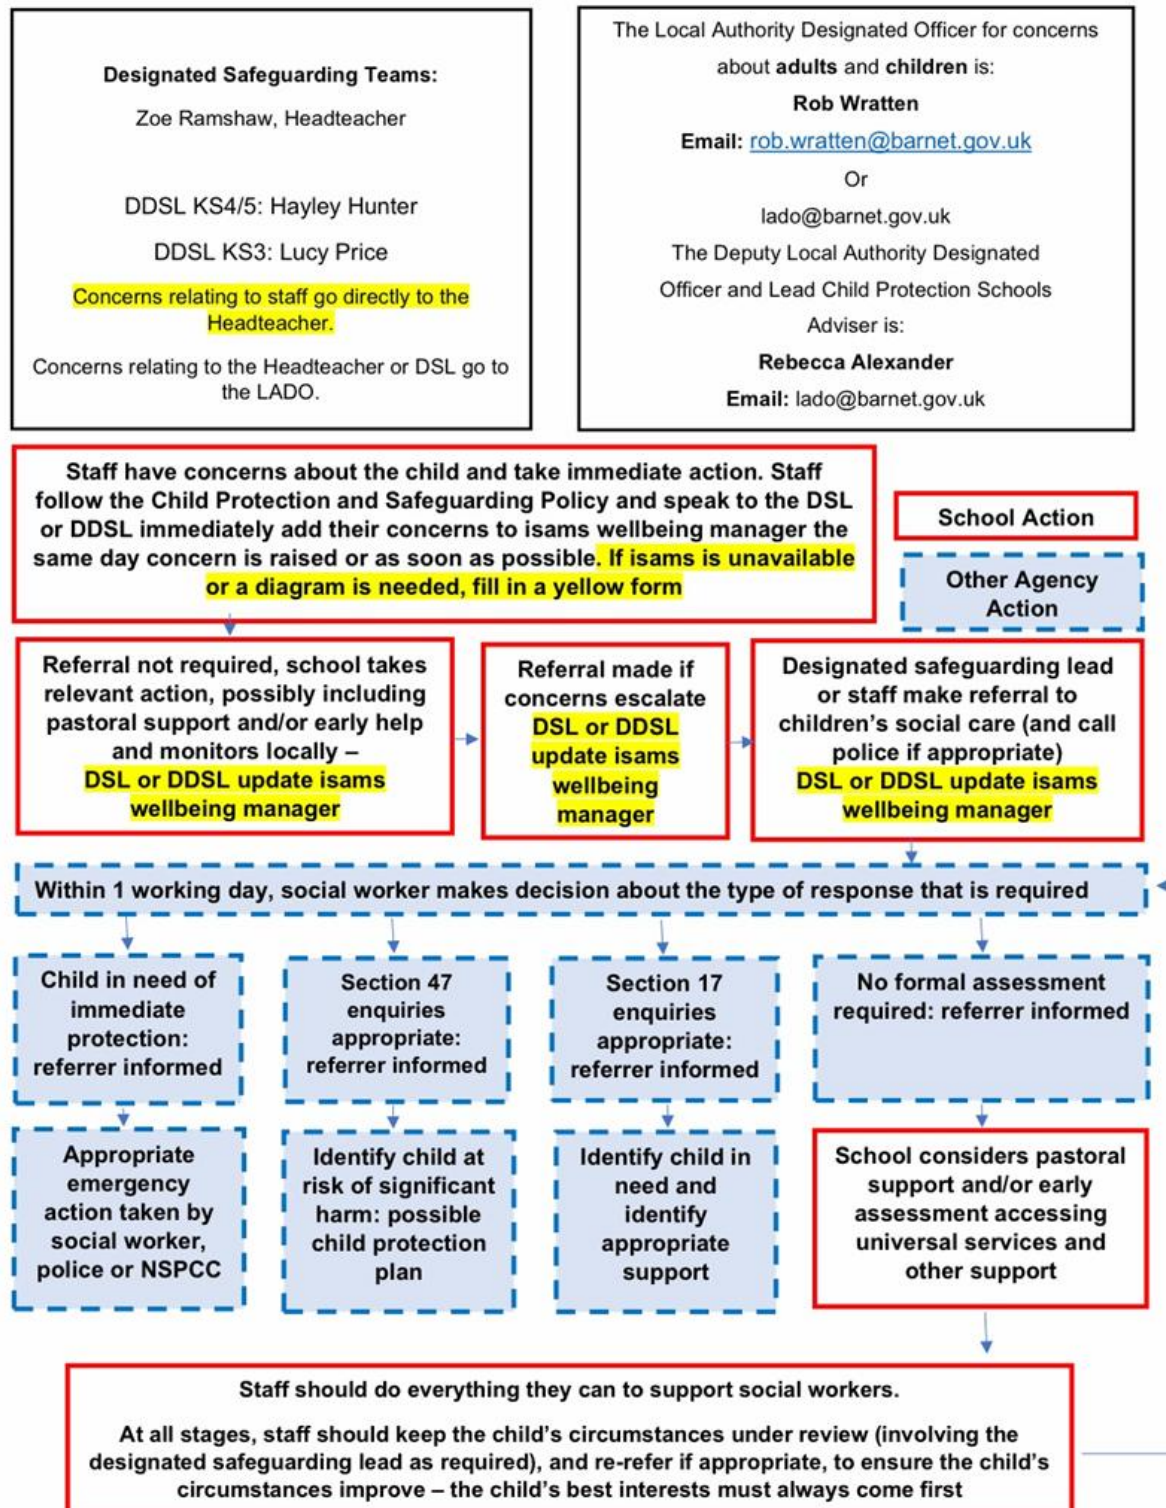 Designated Safeguarding Teams:
Zoe Ramshaw, Headteacher
DDSL KS4/5: Hayley Hunter
DDSL KS3: Lucy Price
Concerns relating to staff go directly to the
Headteacher.
Concerns relating to the Headteacher or DSL go to
the LADO.
The Local Authority Designated Officer for concerns
about adults and children is:
Rob Wratten
Email: rob.wratten@barnet.gov.uk
Or
lado@barnet.gov.uk
The Deputy Local Authority Designated
Officer and Lead Child Protection Schools
Adviser is:
Rebecca Alexander
Email: lado@barnet.gov.uk
Staff have concerns about the child and take immediate action. Staff
follow the Child Protection and Safeguarding Policy and speak to the DSL
or DDSL immediately add their concerns to isams wellbeing manager the
same day concern is raised or as soon as possible. If isams is unavailable
or a diagram is needed, fill in a yellow form
School Action
Other Agency
Action
Referral not required, school takes
relevant action, possibly including
pastoral support and/or early help
and monitors locally –
DSL or DDSL update isams
wellbeing manager
Referral made if
concerns escalate
DSL or DDSL
update isams
wellbeing
manager
Designated safeguarding lead
or staff make referral to
children's social care (and call
police if appropriate)
DSL or DDSL update isams
wellbeing manager
Within 1 working day, social worker makes decision about the type of response that is required
Child in need of
immediate
protection:
referrer informed
Section 47
enquiries
appropriate:
referrer informed
Section 17
enquiries
appropriate:
referrer informed
No formal assessment
required: referrer informed
Appropriate
emergency
action taken by
social worker,
police or NSPCC
Identify child at
risk of significant
harm: possible
child protection
plan
Identify child in
need and
identify
appropriate
support
School considers pastoral
support and/or early
assessment accessing
universal services and
other support
Staff should do everything they can to support social workers.
At all stages, staff should keep the child's circumstances under review (involving the
designated safeguarding lead as required), and re-refer if appropriate, to ensure the child's
circumstances improve – the child's best interests must always come first